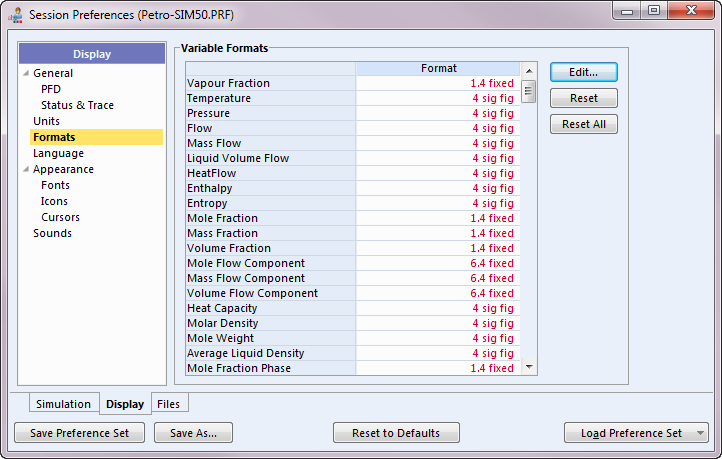 Session Preferences (Petro-SIM50.PRF)
Display
General
PFD
Status & Trace
Units
Formats
Language
Appearance
Fonts
Icons
Cursors
Sounds
Variable Formats
Format
Vapour Fraction 1.4 fixed
Temperature 4 sig fig
Pressure 4 sig fig
Flow 4 sig fig
Mass Flow 4 sig fig
Liquid Volume Flow 4 sig fig
HeatFlow 4 sig fig
Enthalpy 4 sig fig
Entropy 4 sig fig
Mole Fraction 1.4 fixed
Mass Fraction 1.4 fixed
Volume Fraction 1.4 fixed
Mole Flow Component 6.4 fixed
Mass Flow Component 6.4 fixed
Volume Flow Component 6.4 fixed
Heat Capacity 4 sig fig
Molar Density 4 sig fig
Mole Weight 4 sig fig
Average Liquid Density 4 sig fig
Mole Fraction Phase 1.4 fixed
Edit...
Reset
Reset All
Simulation Display Files
Save Preference Set Save As... Reset to Defaults Load Preference Set